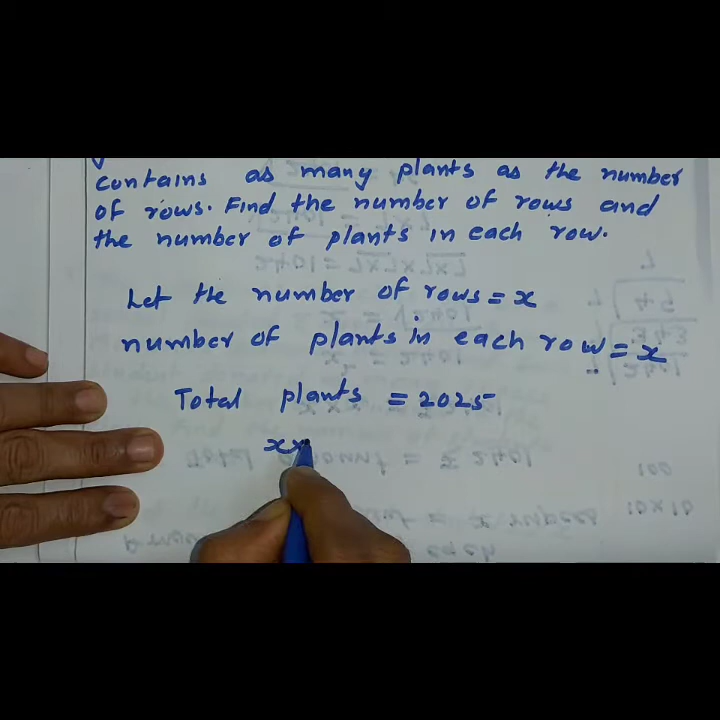 contains as many plants as the number
of rows. Find the number of rows and
the number of plants in each row.
Let the number of rows = x
number of plants in each row = x
Total plants = 2025
xx